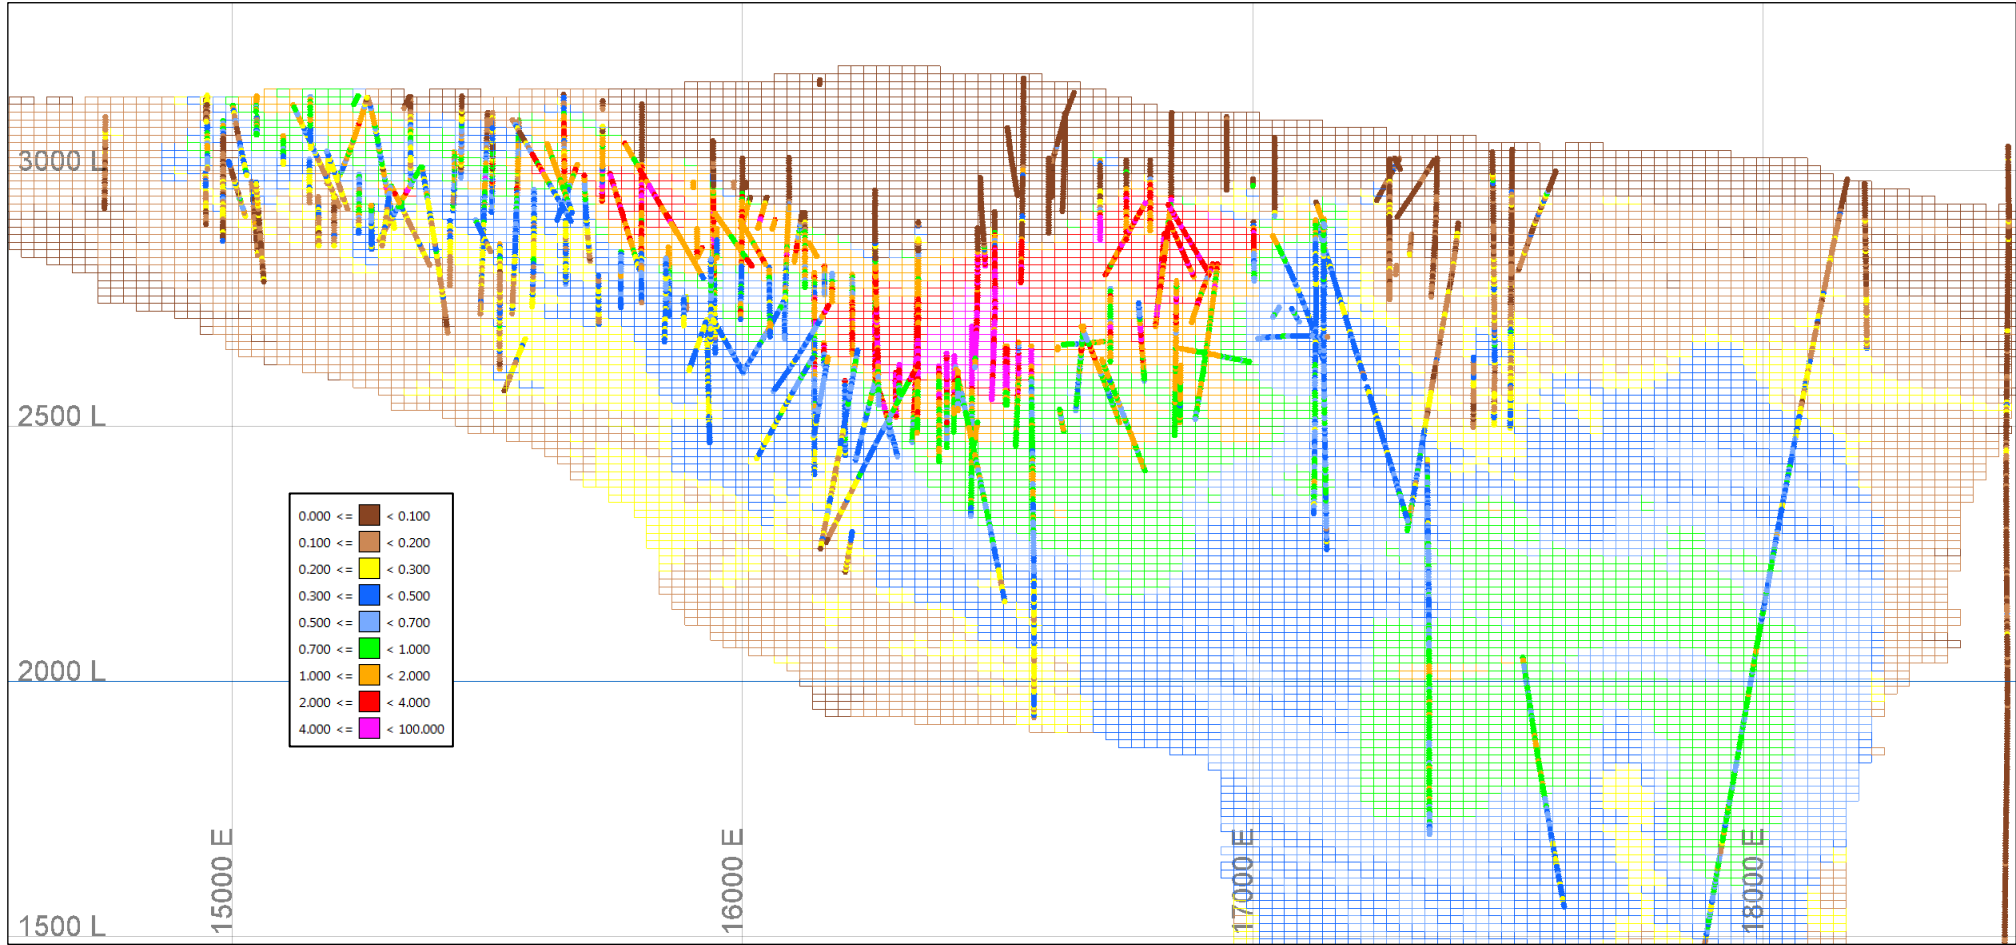 3000 L
2500 L
0.000 <= < 0.100
0.100 <= < 0.200
0.200 <= < 0.300
0.300 <= < 0.500
0.500 <= < 0.700
0.700 <= < 1.000
1.000 <= < 2.000
2.000 <= < 4.000
4.000 <= < 100.000
2000 L
15000 E
16000 E
17000 E
18000 E
1500 L